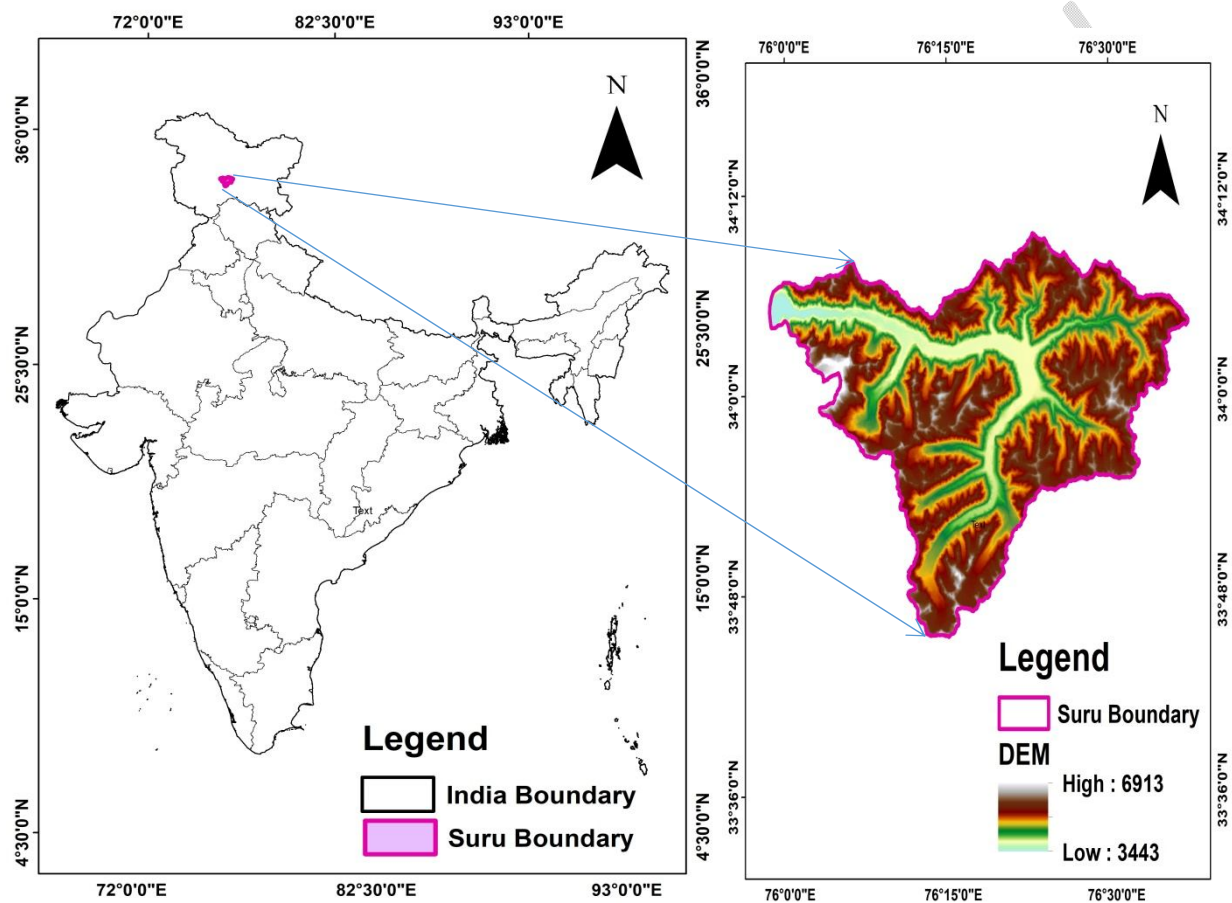 72°0'0"E 82°30'0"E 93°0'0"E
N
36°0'0"N 36°0'0"N
25°30'0"N 25°30'0"N
Text
15°0'0"N 15°0'0"N
4°30'0"N 4°30'0"N
Legend
India Boundary
Suru Boundary
72°0'0"E 82°30'0"E 93°0'0"E
76°0'0"E 76°15'0"E 76°30'0"E
N
34°12'0"N 34°12'0"N
34°0'0"N 34°0'0"N
Text
33°48'0"N 33°48'0"N
33°36'0"N 33°36'0"N
Legend
Suru Boundary
DEM
High : 6913
Low : 3443
76°0'0"E 76°15'0"E 76°30'0"E